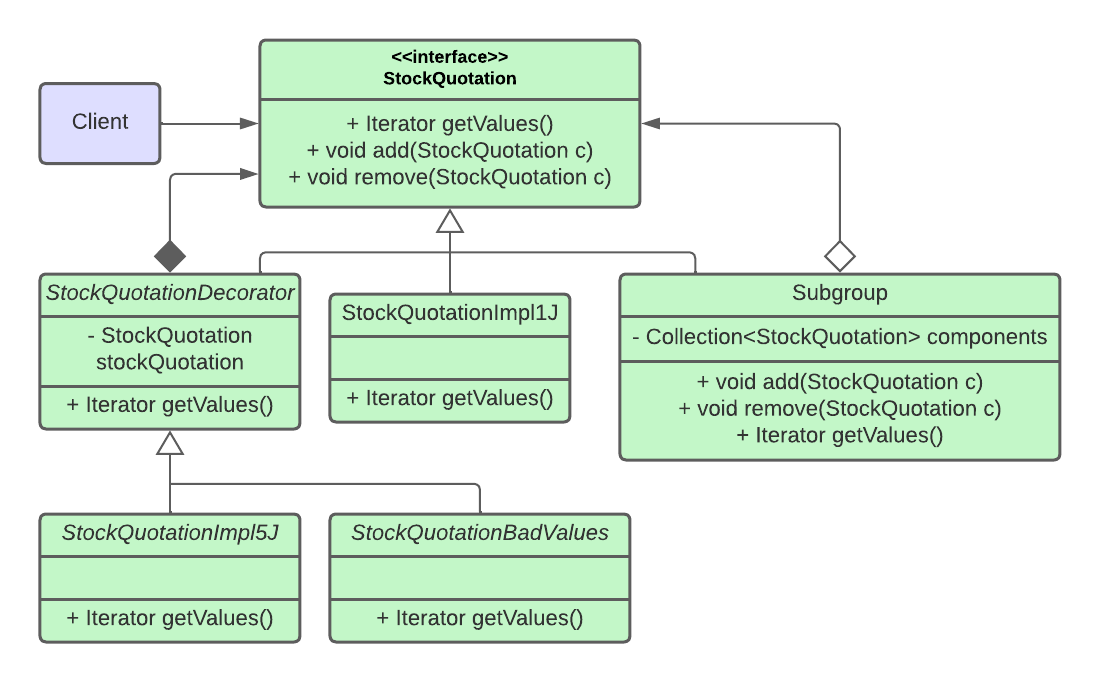 <<interface>>
StockQuotation
Client
+ Iterator getValues()
+ void add(StockQuotation c)
+ void remove(StockQuotation c)
StockQuotationDecorator
- StockQuotation
stockQuotation
+ Iterator getValues()
StockQuotationImpl1J
+ Iterator getValues()
Subgroup
- Collection<StockQuotation> components
+ void add(StockQuotation c)
+ void remove(StockQuotation c)
+ Iterator getValues()
StockQuotationImpl5J
+ Iterator getValues()
StockQuotationBadValues
+ Iterator getValues()